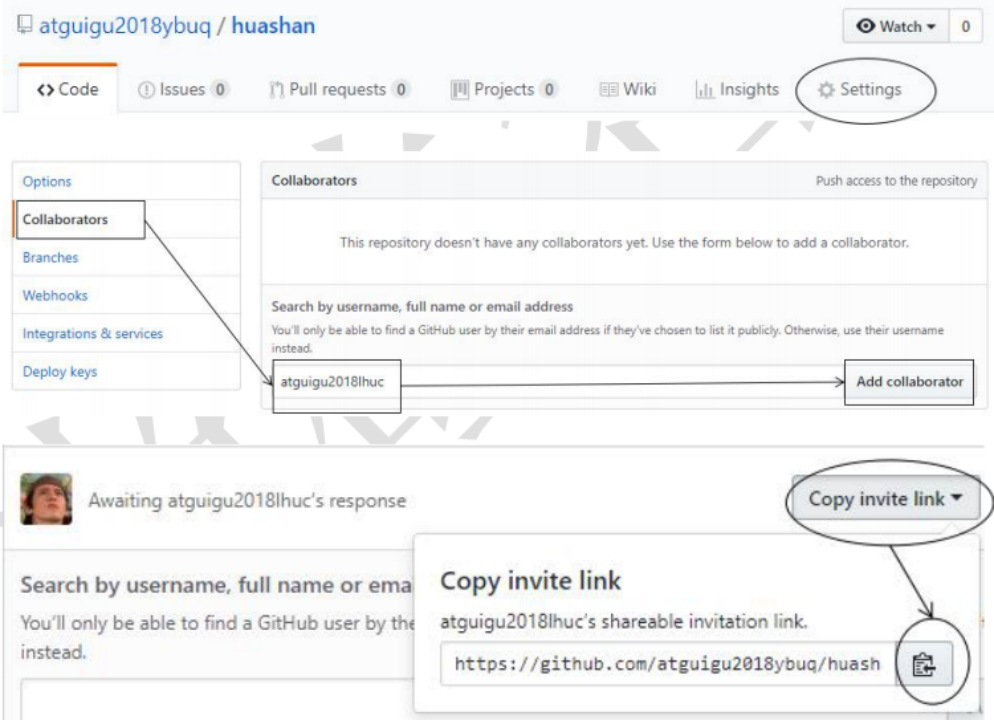 atguigu2018ybuq / huashan
Watch 0
Code Issues 0 Pull requests 0 Projects 0 Wiki Insights Settings
Options
Collaborators
Branches
Webhooks
Integrations & services
Deploy keys
Collaborators Push access to the repository
This repository doesn't have any collaborators yet. Use the form below to add a collaborator.
Search by username, full name or email address
You'll only be able to find a GitHub user by their email address if they've chosen to list it publicly. Otherwise, use their username
instead.
atguigu2018lhuc Add collaborator
Awaiting atguigu2018lhuc's response Copy invite link
Search by username, full name or ema
You'll only be able to find a GitHub user by the
instead.
Copy invite link
atguigu2018lhuc's shareable invitation link.
https://github.com/atguigu2018ybuq/huash